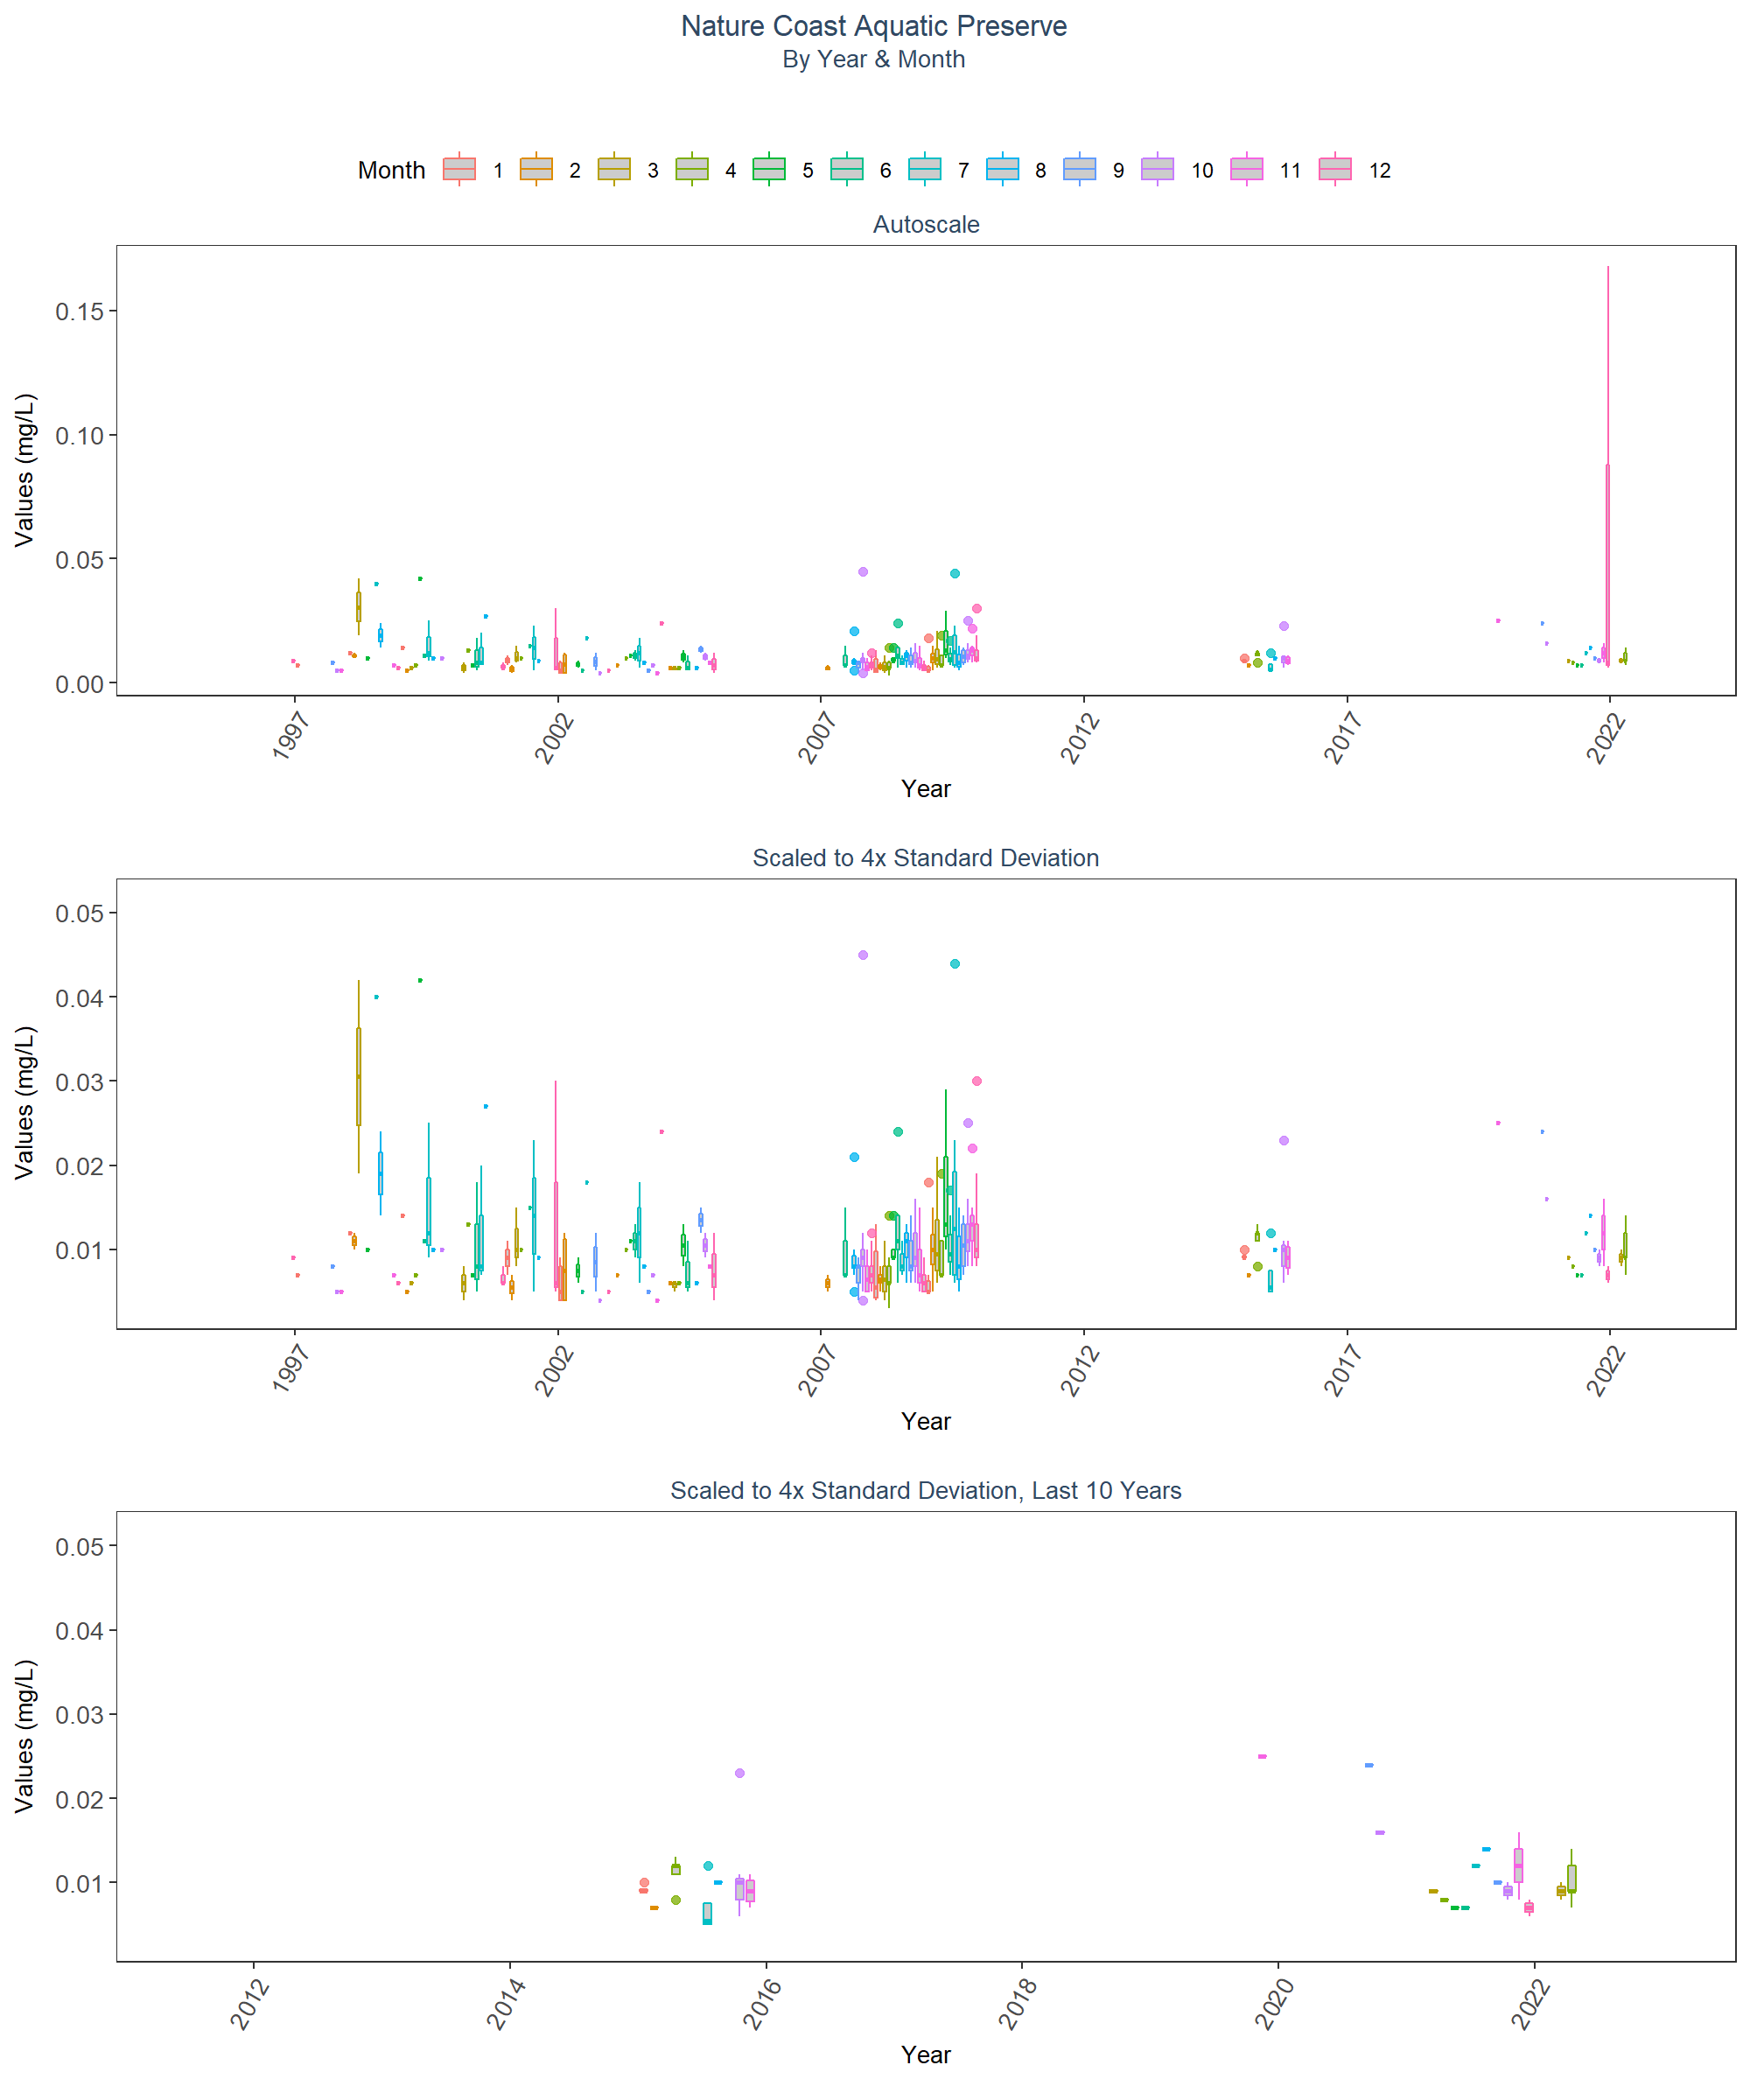 Nature Coast Aquatic Preserve
By Year & Month
Month 1 2 3 4 5 6 7 8 9 10 11 12
Autoscale
Values (mg/L)
0.15
0.10
0.05
0.00
1997 2002 2007 2012 2017 2022
Year
Scaled to 4x Standard Deviation
Values (mg/L)
0.05
0.04
0.03
0.02
0.01
1997 2002 2007 2012 2017 2022
Year
Scaled to 4x Standard Deviation, Last 10 Years
Values (mg/L)
0.05
0.04
0.03
0.02
0.01
2012 2014 2016 2018 2020 2022
Year